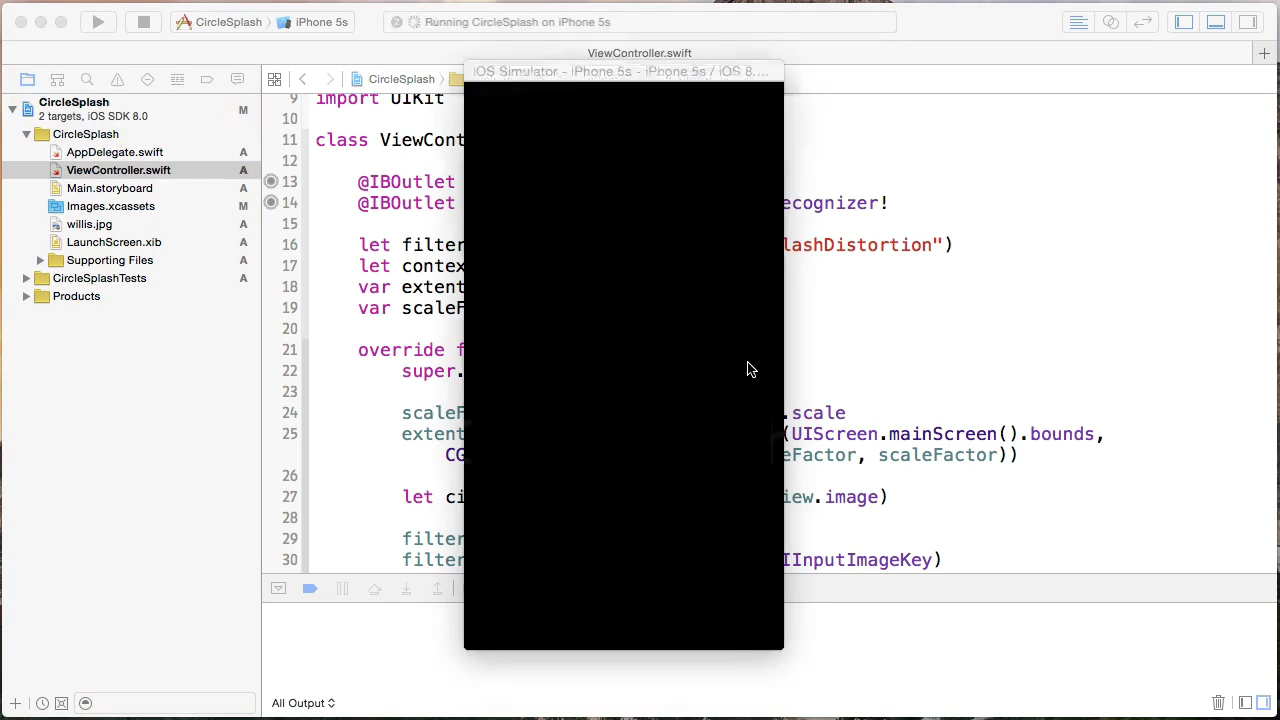 CircleSplash
iPhone 5s
2
Running CircleSplash on iPhone 5s
ViewController.swift
iOS Simulator - iPhone 5s - iPhone 5s / iOS 8....
CircleSplash
CircleSplash
M
2 targets, iOS SDK 8.0
CircleSplash
AppDelegate.swift A
ViewController.swift A
Main.storyboard A
Images.xcassets M
willis.jpg A
LaunchScreen.xib A
Supporting Files A
CircleSplashTests A
Products
9 import UIKit
10
11 class ViewCont
12
13 @IBOutlet
14 @IBOutlet ecognizer!
15
16 let filter lashDistortion")
17 let contex
18 var extent
19 var scaleF
20
21 override f
22 super.
23
24 scaleF .scale
25 extent (UIScreen.mainScreen().bounds,
CG eFactor, scaleFactor))
26
27 let ci iew.image)
28
29 filter
30 filter IInputImageKey)
All Output